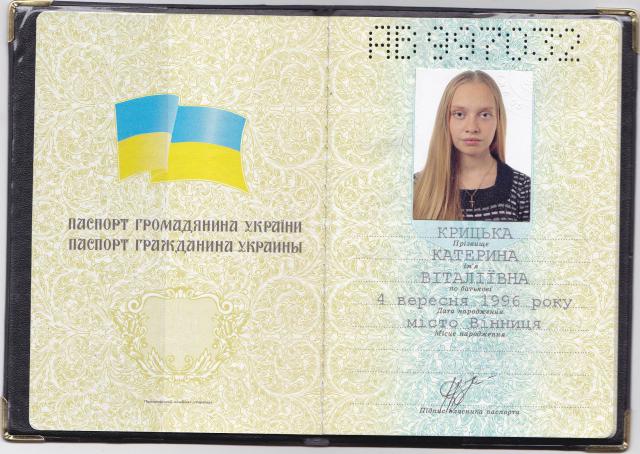 ПАСПОРТ ГРОМАДЯНИНА УКРАЇНИ
ПАСПОРТ ГРАЖДАНИНА УКРАИНЫ
АВ 997032
КРИЦЬКА
Прізвище
КАТЕРИНА
Ім'я
ВІТАЛІЇВНА
по батькові
4 вересня 1996 року
Дата народження
місто Вінниця
Місце народження
Підпис власника паспорта